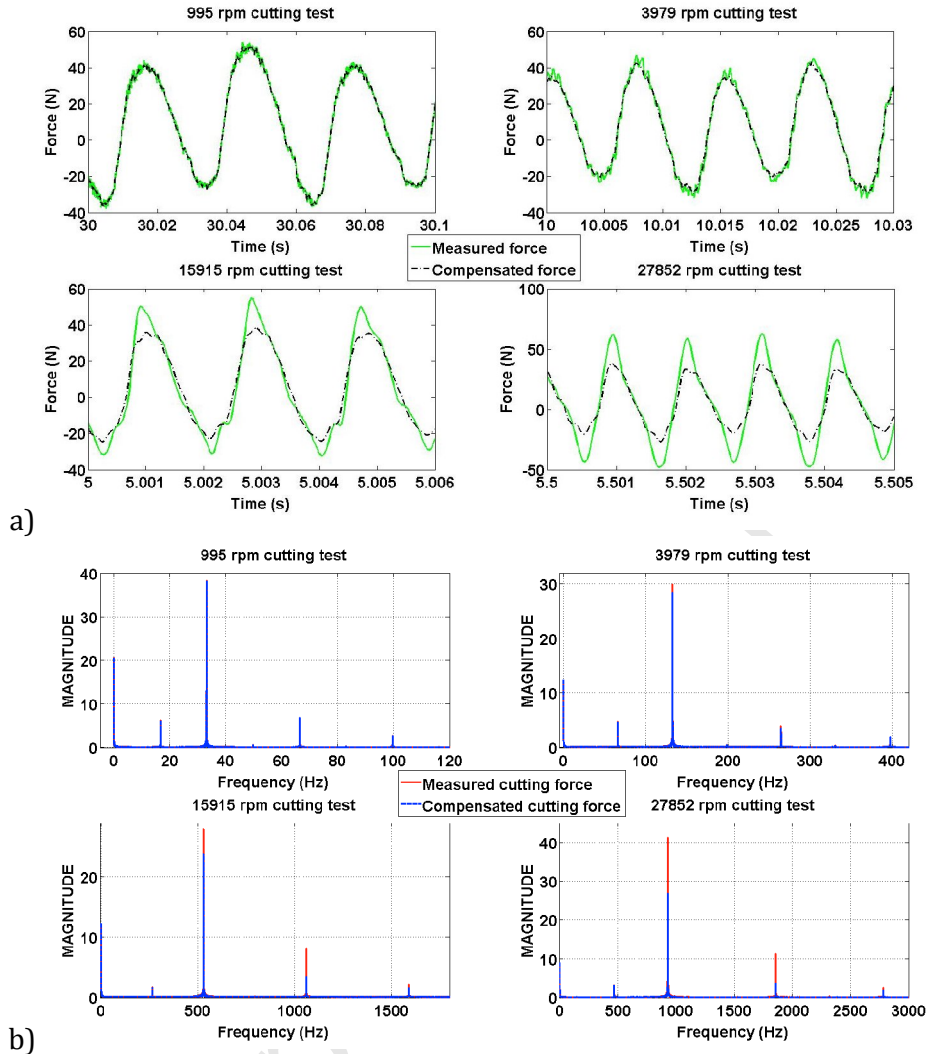 a)
995 rpm cutting test
Force (N)
60
40
20
0
-20
-40
30 30.02 30.04 30.06 30.08 30.1
Time (s)
3979 rpm cutting test
Force (N)
60
40
20
0
-20
-40
10 10.005 10.01 10.015 10.02 10.025 10.03
Time (s)
Measured force
Compensated force
15915 rpm cutting test
Force (N)
60
40
20
0
-20
-40
5 5.001 5.002 5.003 5.004 5.005 5.006
Time (s)
27852 rpm cutting test
Force (N)
100
50
0
-50
5.5 5.501 5.502 5.503 5.504 5.505
Time (s)
b)
995 rpm cutting test
MAGNITUDE
40
30
20
10
0
0 20 40 60 80 100 120
Frequency (Hz)
3979 rpm cutting test
MAGNITUDE
30
20
10
0
0 100 200 300 400
Frequency (Hz)
Measured cutting force
Compensated cutting force
15915 rpm cutting test
MAGNITUDE
20
10
0
0 500 1000 1500
Frequency (Hz)
27852 rpm cutting test
MAGNITUDE
40
30
20
10
0
0 500 1000 1500 2000 2500 3000
Frequency (Hz)